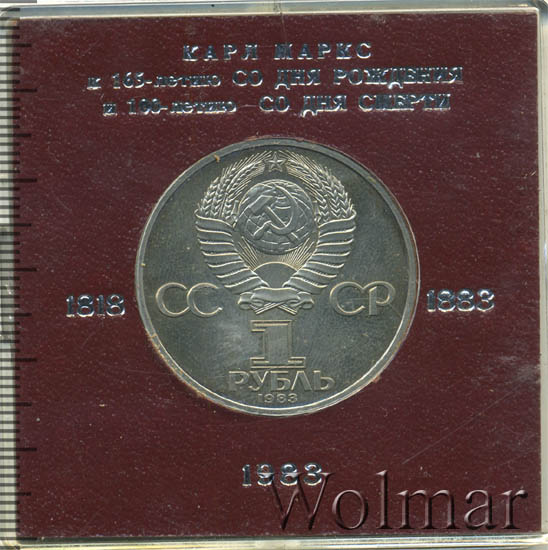 КАРЛ МАРКС
к 165-летию СО ДНЯ РОЖДЕНИЯ
и 100-летию СО ДНЯ СМЕРТИ
1818
СС СР
1883
1
РУБЛЬ
1983
1983
Wolmar